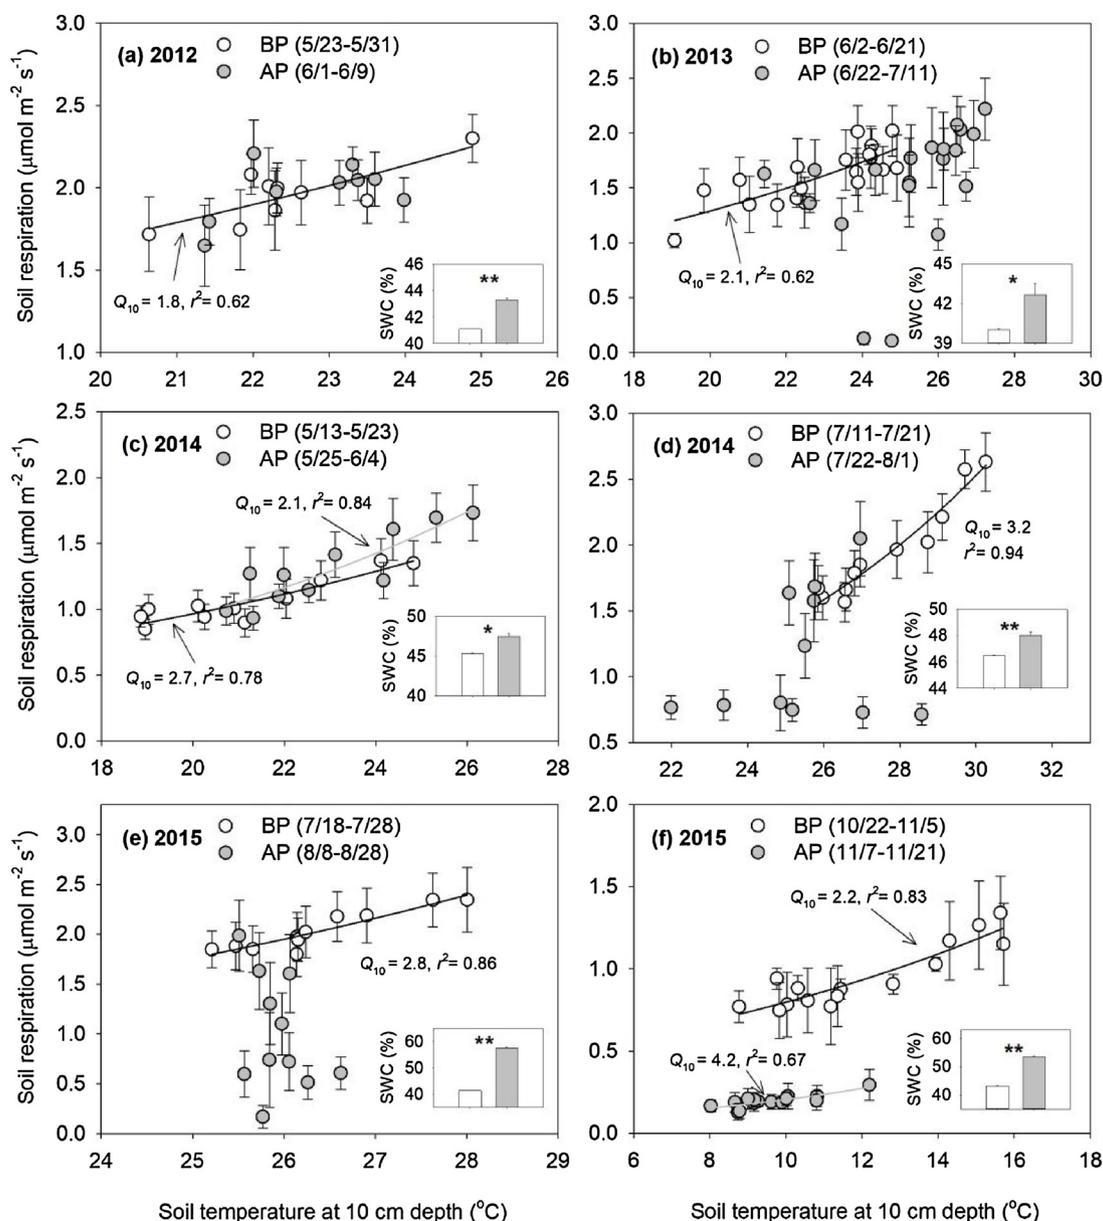 (a) 2012
BP (5/23-5/31)
AP (6/1-6/9)
Q10 = 1.8, r2= 0.62
SWC (%)
**
46
44
42
40
3.0
2.5
2.0
1.5
1.0
20 21 22 23 24 25 26
Soil respiration (μmol m-2 s-1)
(b) 2013
BP (6/2-6/21)
AP (6/22-7/11)
Q10 = 2.1, r2= 0.62
SWC (%)
*
45
42
39
3.0
2.5
2.0
1.5
1.0
0.5
0.0
18 20 22 24 26 28 30
(c) 2014
BP (5/13-5/23)
AP (5/25-6/4)
Q10 = 2.1, r2= 0.84
Q10 = 2.7, r2= 0.78
SWC (%)
*
50
45
40
2.5
2.0
1.5
1.0
0.5
0.0
18 20 22 24 26 28
Soil respiration (μmol m-2 s-1)
(d) 2014
BP (7/11-7/21)
AP (7/22-8/1)
Q10 = 3.2
r2= 0.94
SWC (%)
**
50
48
46
44
3.0
2.5
2.0
1.5
1.0
0.5
22 24 26 28 30 32
(e) 2015
BP (7/18-7/28)
AP (8/8-8/28)
Q10 = 2.8, r2= 0.86
SWC (%)
**
60
50
40
3.0
2.5
2.0
1.5
1.0
0.5
0.0
24 25 26 27 28 29
Soil respiration (μmol m-2 s-1)
Soil temperature at 10 cm depth (oC)
(f) 2015
BP (10/22-11/5)
AP (11/7-11/21)
Q10 = 2.2, r2= 0.83
Q10 = 4.2, r2= 0.67
SWC (%)
**
60
50
40
2.0
1.5
1.0
0.5
0.0
6 8 10 12 14 16 18
Soil temperature at 10 cm depth (oC)